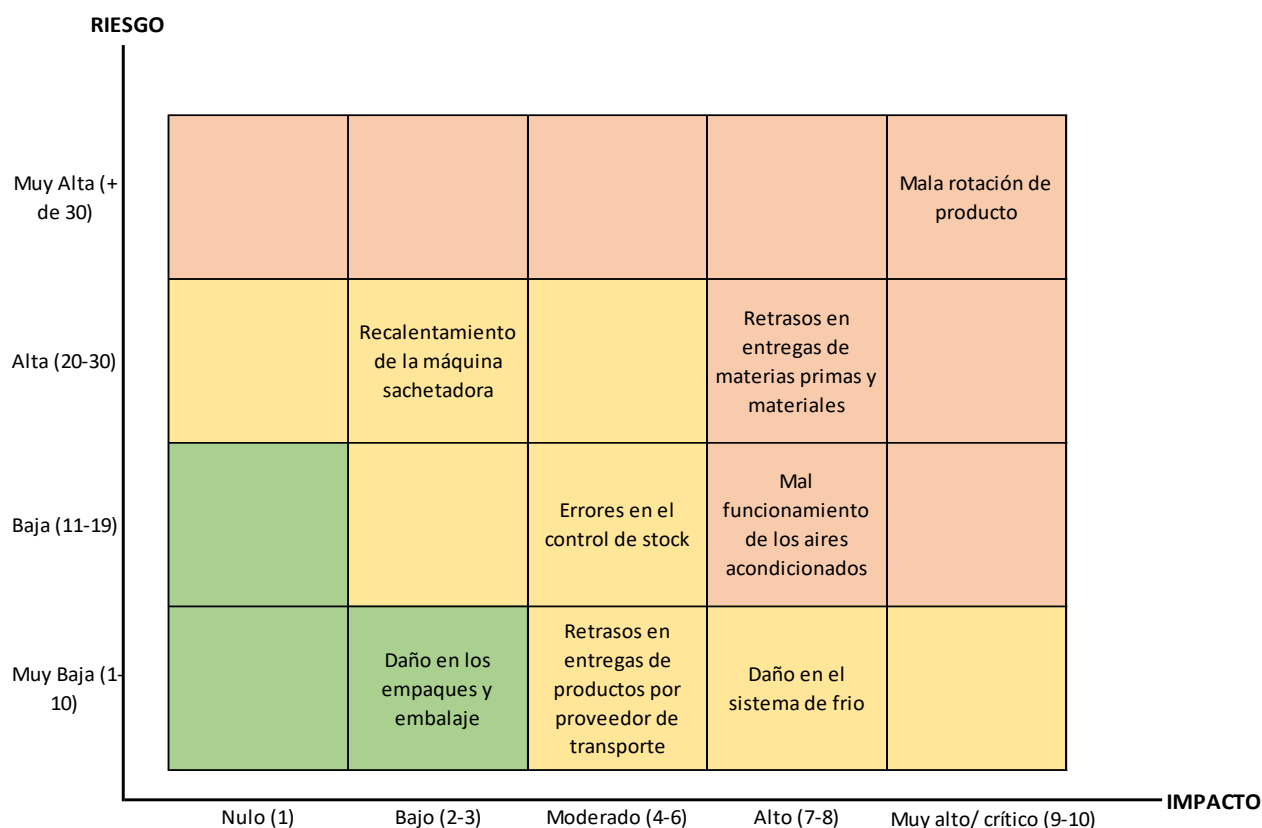 RIESGO
Muy Alta (+
de 30)
Mala rotación de
producto
Alta (20-30)
Recalentamiento
de la máquina
sachetadora
Retrasos en
entregas de
materias primas y
materiales
Baja (11-19)
Errores en el
control de stock
Mal
funcionamiento
de los aires
acondicionados
Muy Baja (1-
10)
Daño en los
empaques y
embalaje
Retrasos en
entregas de
productos por
proveedor de
transporte
Daño en el
sistema de frio
IMPACTO
Nulo (1)
Bajo (2-3)
Moderado (4-6)
Alto (7-8)
Muy alto/ crítico (9-10)